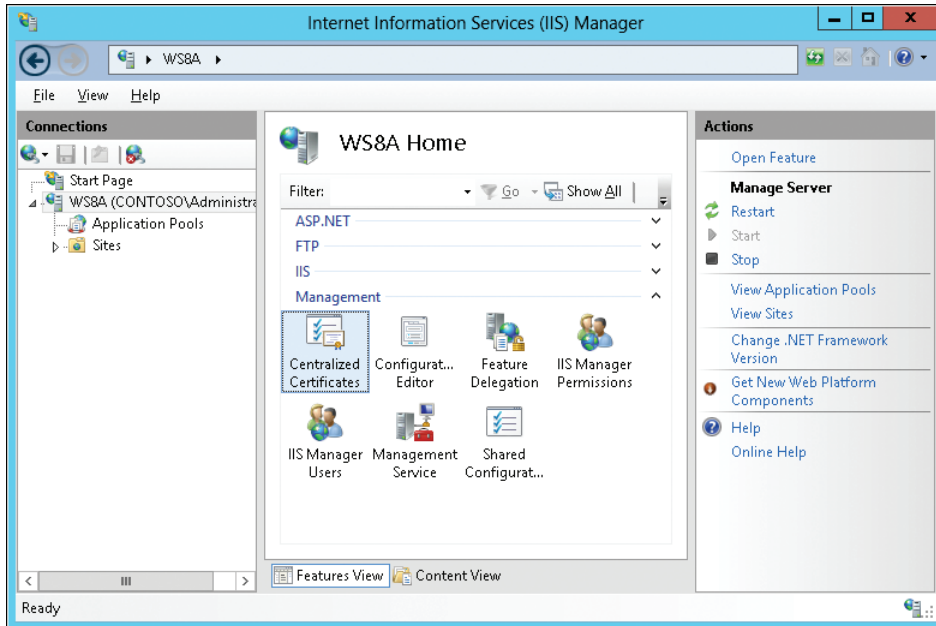 Internet Information Services (IIS) Manager
WS8A
File View Help
Connections
Start Page
WS8A (CONTOSO\Administra
Application Pools
Sites
WS8A Home
Filter: Go Show All
ASP.NET
FTP
IIS
Management
Centralized Certificates
Configurat... Editor
Feature Delegation
IIS Manager Permissions
IIS Manager Users
Management Service
Shared Configurat...
Features View Content View
Actions
Open Feature
Manage Server
Restart
Start
Stop
View Application Pools
View Sites
Change .NET Framework
Version
Get New Web Platform
Components
Help
Online Help
Ready